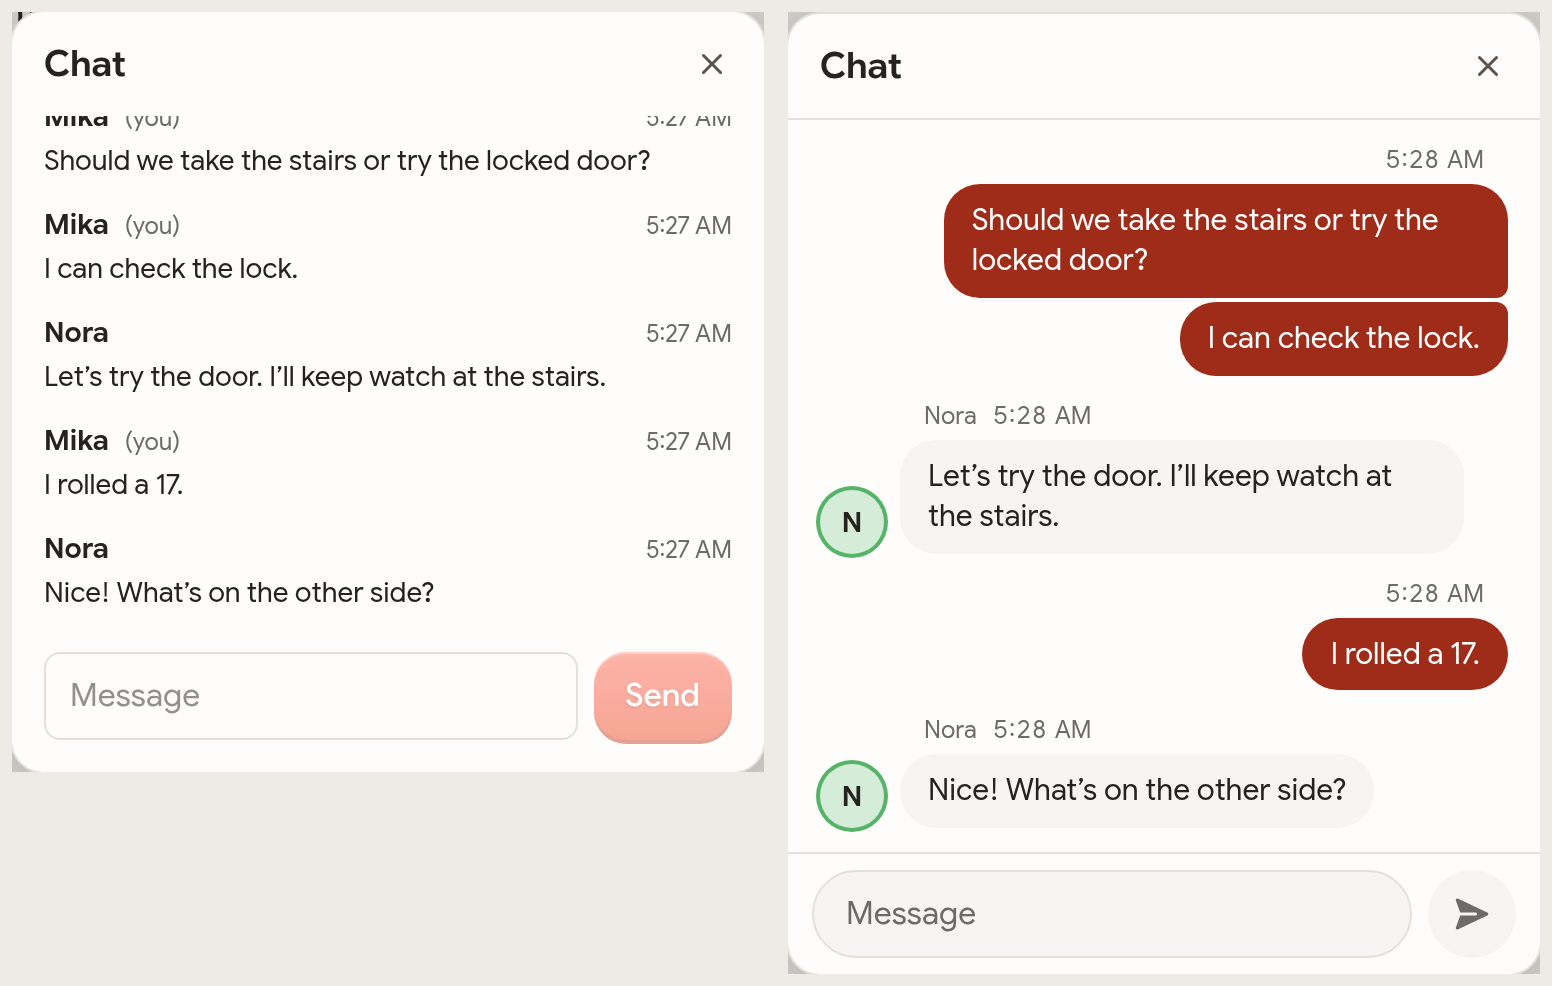 Chat
Mika (you) 5:27 AM
Should we take the stairs or try the locked door?
Mika (you) 5:27 AM
I can check the lock.
Nora 5:27 AM
Let’s try the door. I’ll keep watch at the stairs.
Mika (you) 5:27 AM
I rolled a 17.
Nora 5:27 AM
Nice! What’s on the other side?
Message
Send
Chat
5:28 AM
Should we take the stairs or try the
locked door?
I can check the lock.
Nora 5:28 AM
Let’s try the door. I’ll keep watch at
the stairs.
N
5:28 AM
I rolled a 17.
Nora 5:28 AM
N
Nice! What’s on the other side?
Message